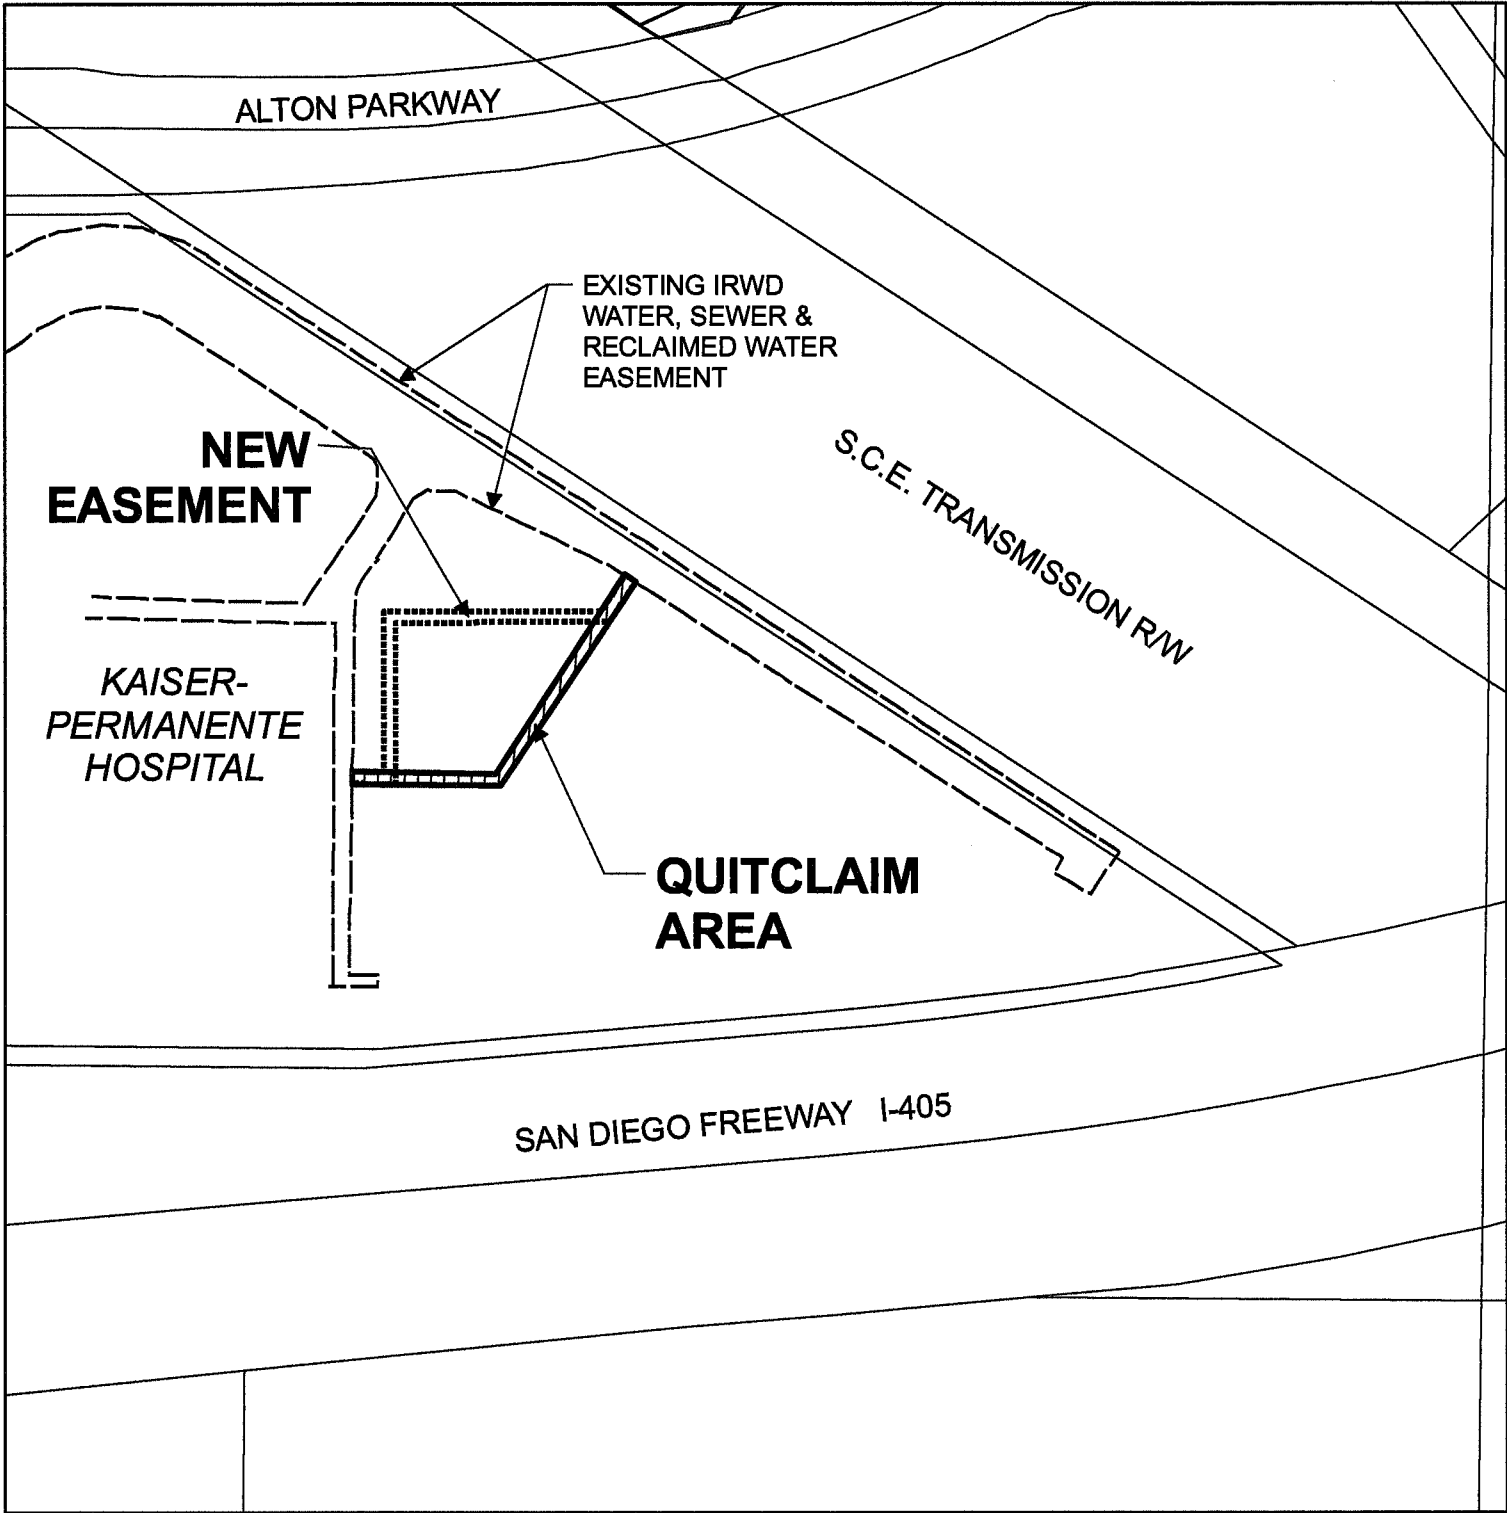 ALTON PARKWAY
EXISTING IRWD
WATER, SEWER &
RECLAIMED WATER
EASEMENT
NEW
EASEMENT
S.C.E. TRANSMISSION R/W
KAISER-
PERMANENTE
HOSPITAL
QUITCLAIM
AREA
SAN DIEGO FREEWAY I-405